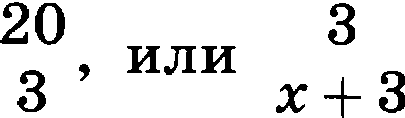 20/3, или 3/(x + 3)